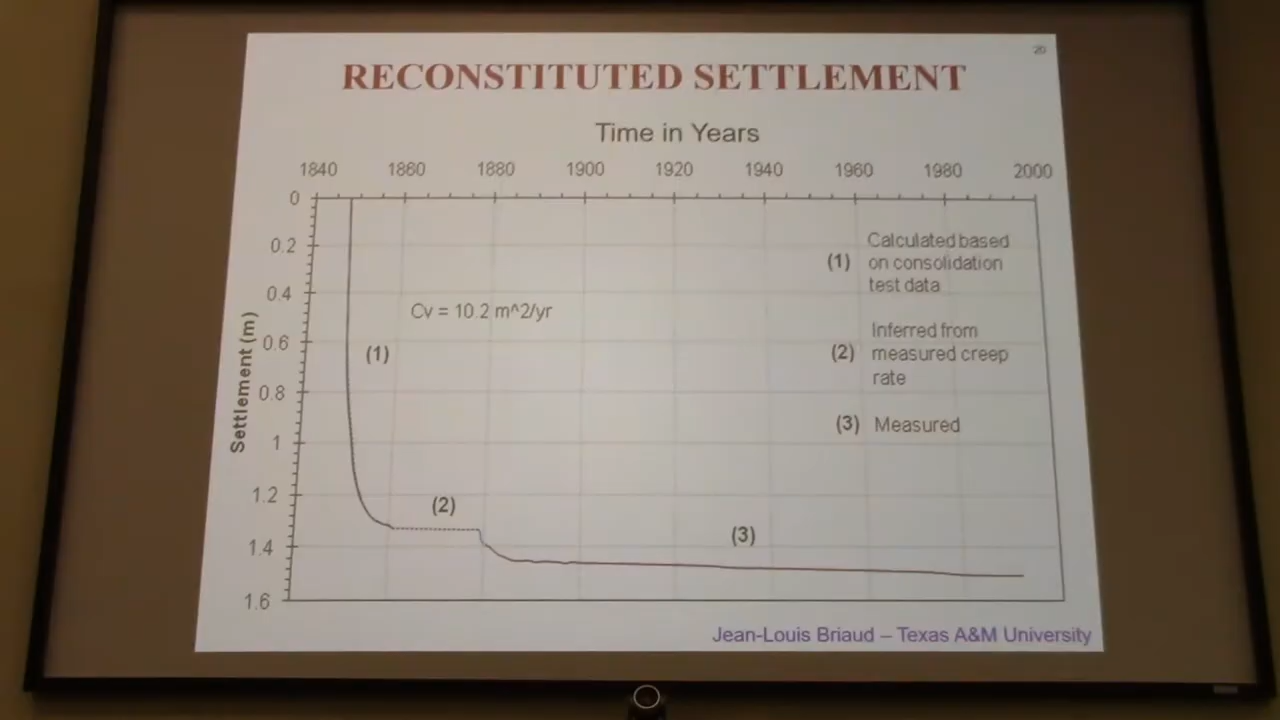 20
RECONSTITUTED SETTLEMENT
Time in Years
1840 1860 1880 1900 1920 1940 1960 1980 2000
0
0.2
0.4
0.6
0.8
1
1.2
1.4
1.6
Settlement (m)
Cv = 10.2 m^2/yr
(1)
(2)
(3)
(1) Calculated based
on consolidation
test data
(2) Inferred from
measured creep
rate
(3) Measured
Jean-Louis Briaud – Texas A&M University